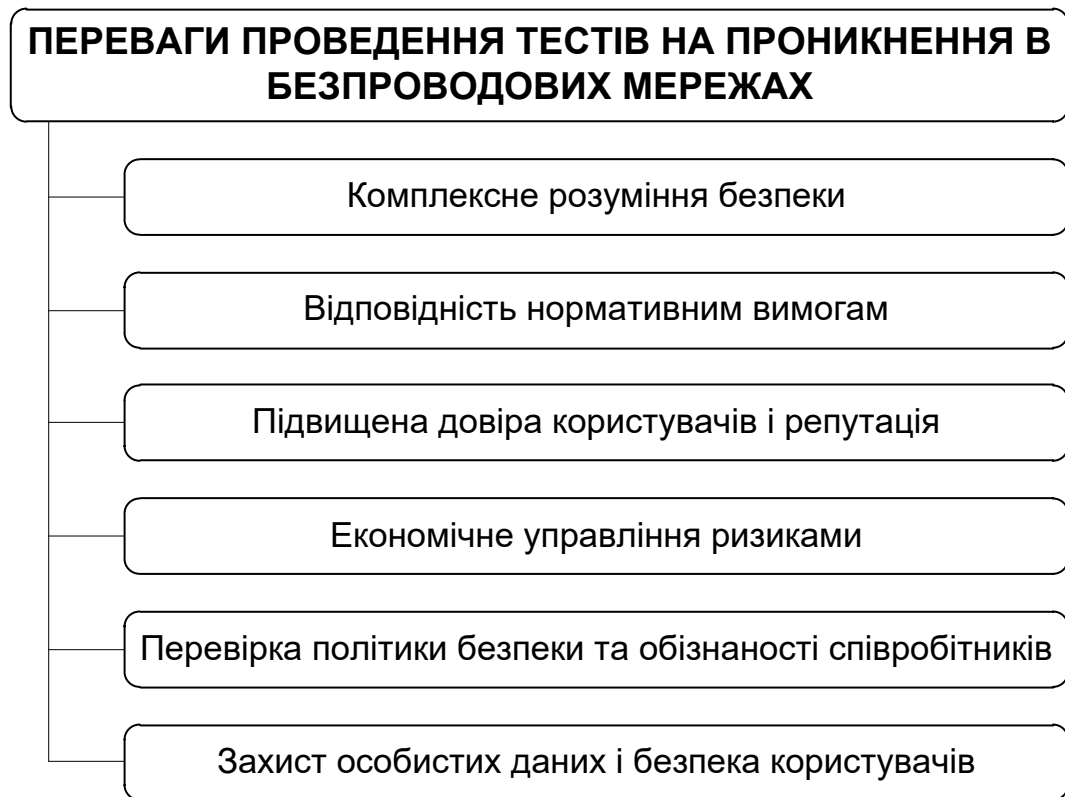 ПЕРЕВАГИ ПРОВЕДЕННЯ ТЕСТІВ НА ПРОНИКНЕННЯ В
БЕЗПРОВОДОВИХ МЕРЕЖАХ
Комплексне розуміння безпеки
Відповідність нормативним вимогам
Підвищена довіра користувачів і репутація
Економічне управління ризиками
Перевірка політики безпеки та обізнаності співробітників
Захист особистих даних і безпека користувачів